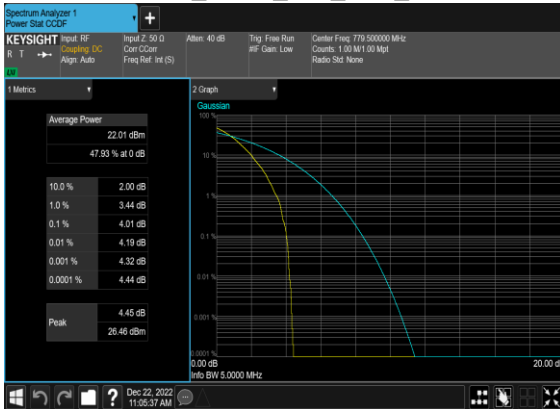 Spectrum Analyzer 1
Power Stat CCDF
+
KEYSIGHT
R T
LXI
Input: RF
Coupling: DC
Align: Auto
Input Z: 50 Ω
Corr CCorr
Freq Ref: Int (S)
Atten: 40 dB
Trig: Free Run
#IF Gain: Low
Center Freq: 779.500000 MHz
Counts: 1.00 M/1.00 Mpt
Radio Std: None
1 Metrics
Average Power
22.01 dBm
47.93 % at 0 dB
10.0 % 2.00 dB
1.0 % 3.44 dB
0.1 % 4.01 dB
0.01 % 4.19 dB
0.001 % 4.32 dB
0.0001 % 4.44 dB
Peak
4.45 dB
26.46 dBm
2 Graph
Gaussian
100 %
10 %
1 %
0.1 %
0.01 %
0.001 %
0.0001 %
0.00 dB
20.00 d
Info BW 5.0000 MHz
?
Dec 22, 2022
11:05:37 AM